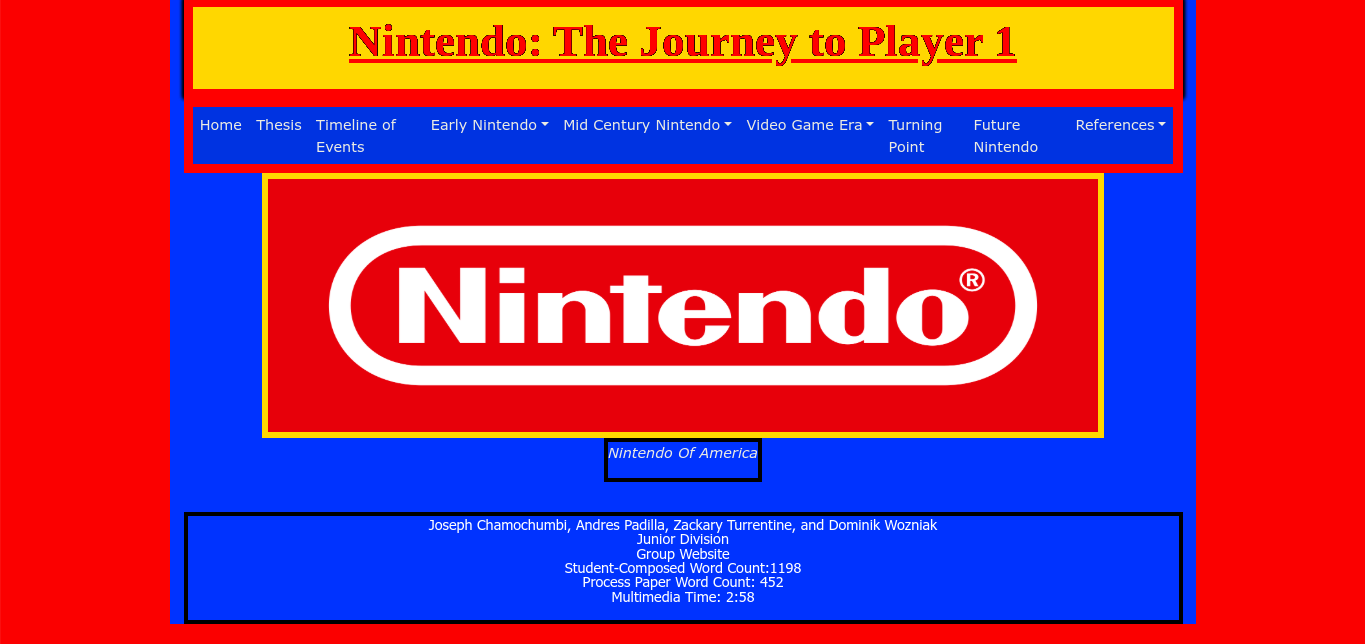 Nintendo: The Journey to Player 1
Home Thesis Timeline of Events Early Nintendo Mid Century Nintendo Video Game Era Turning Point Future Nintendo References
Nintendo®
Nintendo Of America
Joseph Chamochumbi, Andres Padilla, Zackary Turrentine, and Dominik Wozniak
Junior Division
Group Website
Student-Composed Word Count:1198
Process Paper Word Count: 452
Multimedia Time: 2:58